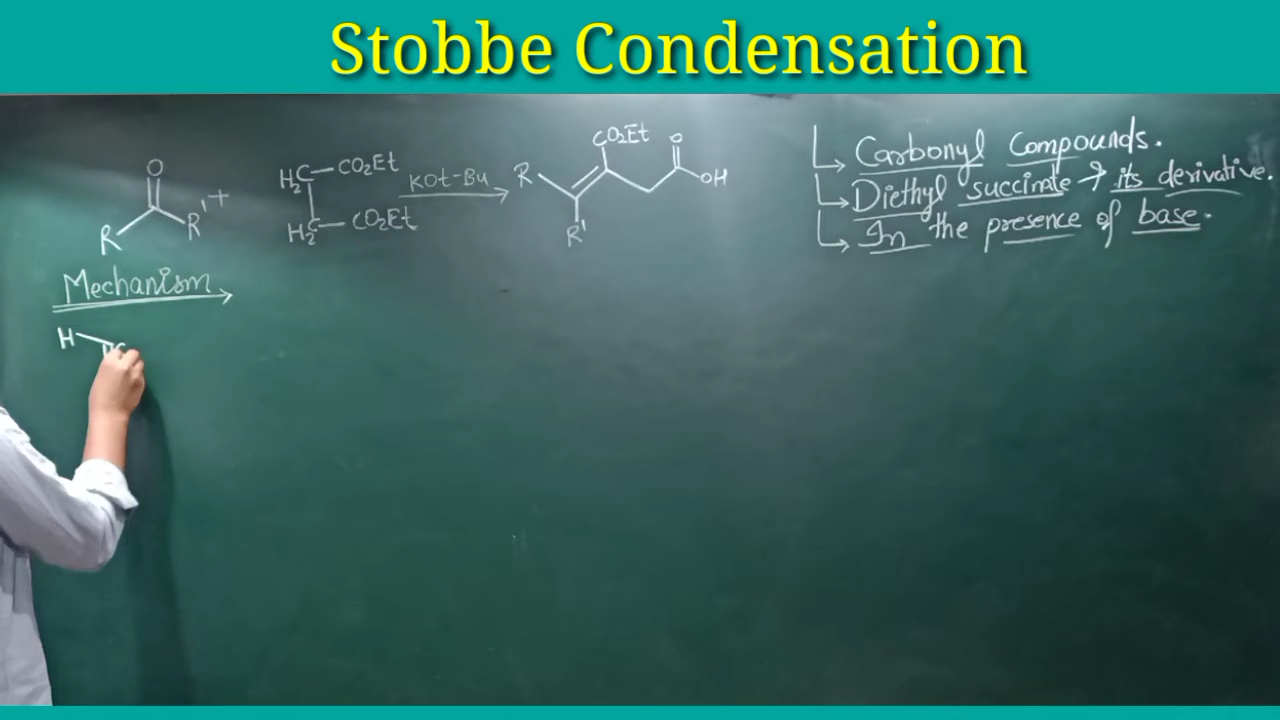 Stobbe Condensation
O
R R' +
H2C—CO2Et
H2C—CO2Et
KOt-Bu
R
R'
CO2Et
O
OH
Carbonyl Compounds.
Diethyl succinate → its derivative.
In the presence of base.
Mechanism
H